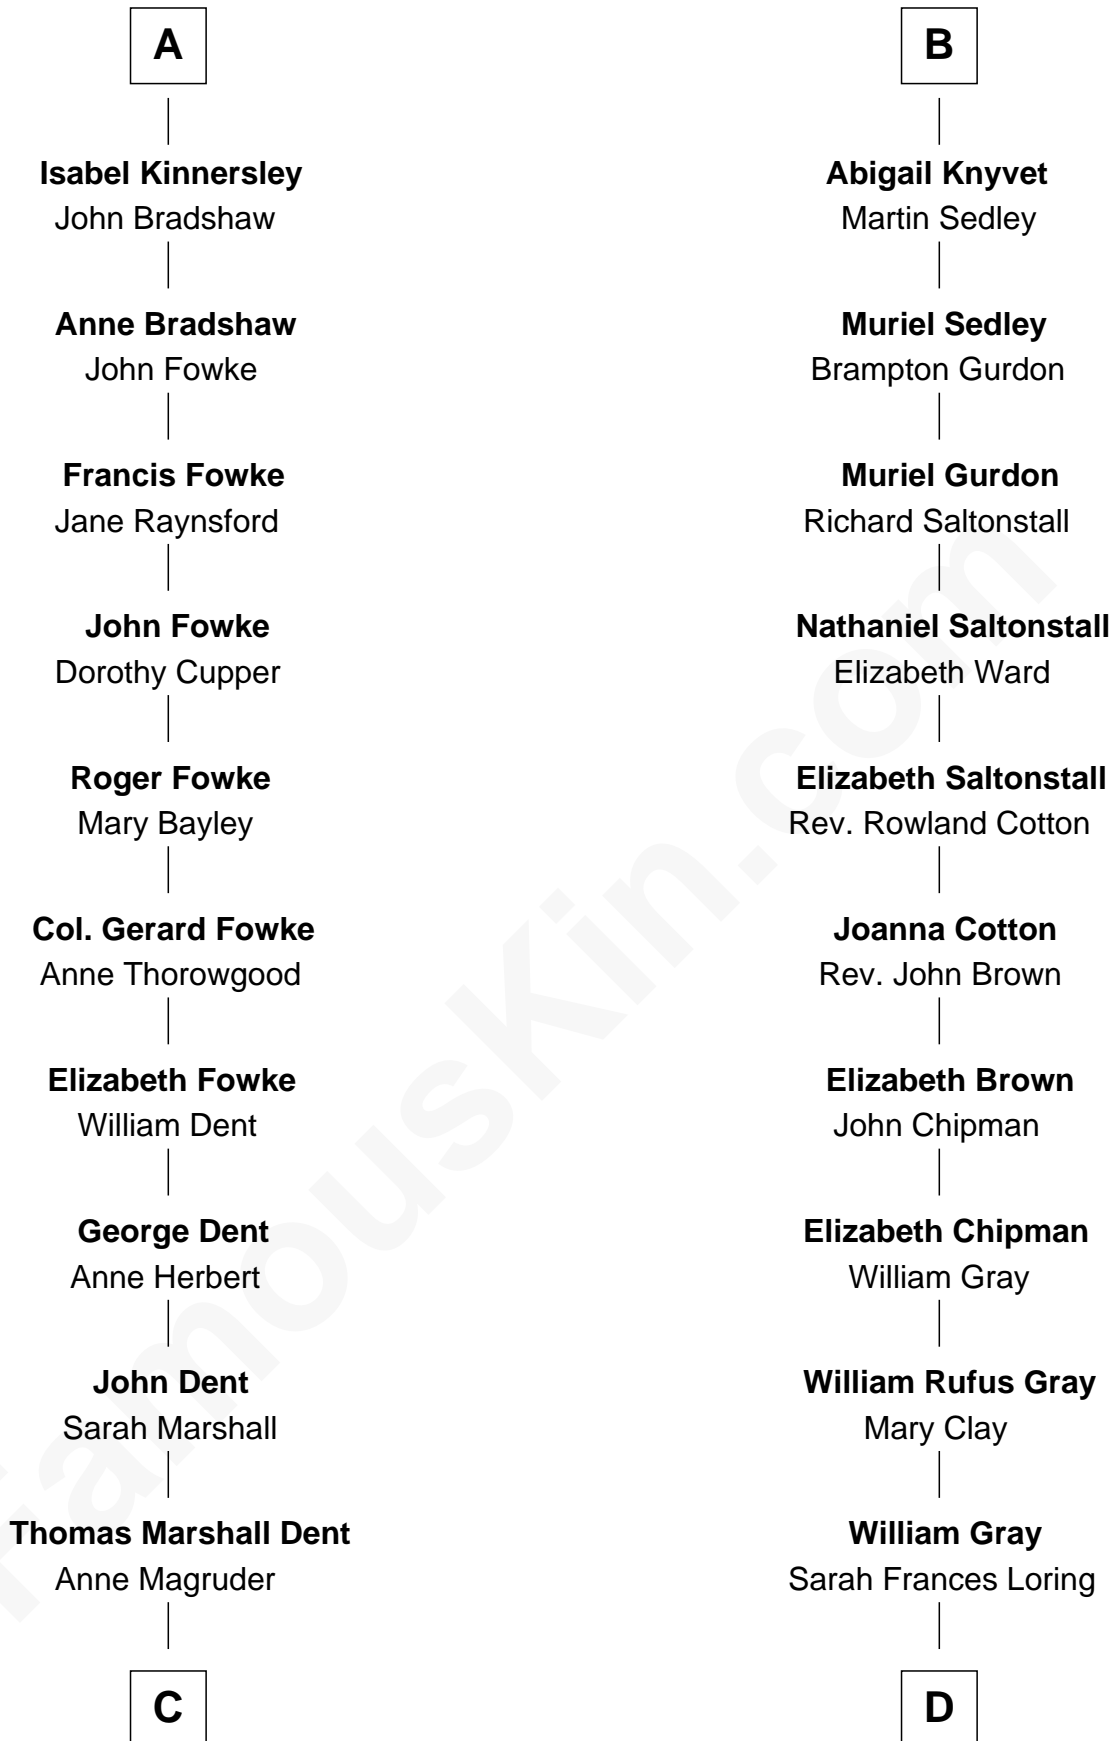 A
Isabel Kinnersley
John Bradshaw
Anne Bradshaw
John Fowke
Francis Fowke
Jane Raynsford
John Fowke
Dorothy Cupper
Roger Fowke
Mary Bayley
Col. Gerard Fowke
Anne Thorowgood
Elizabeth Fowke
William Dent
George Dent
Anne Herbert
John Dent
Sarah Marshall
Thomas Marshall Dent
Anne Magruder
C
B
Abigail Knyvet
Martin Sedley
Muriel Sedley
Brampton Gurdon
Muriel Gurdon
Richard Saltonstall
Nathaniel Saltonstall
Elizabeth Ward
Elizabeth Saltonstall
Rev. Rowland Cotton
Joanna Cotton
Rev. John Brown
Elizabeth Brown
John Chipman
Elizabeth Chipman
William Gray
William Rufus Gray
Mary Clay
William Gray
Sarah Frances Loring
D
FamousKin.com